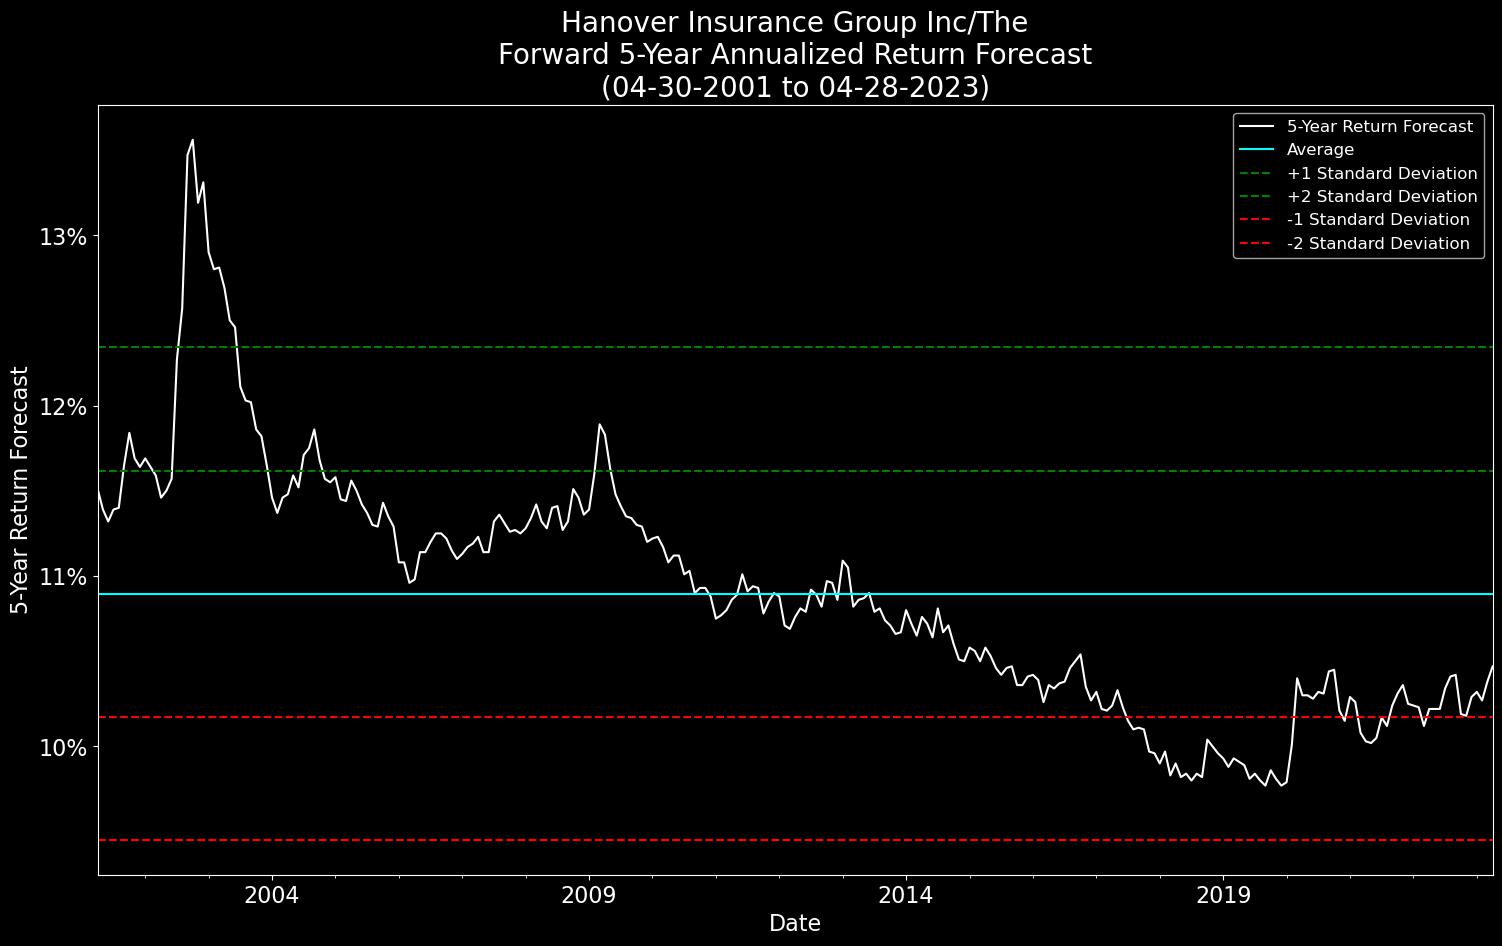 Hanover Insurance Group Inc/The
Forward 5-Year Annualized Return Forecast
(04-30-2001 to 04-28-2023)
5-Year Return Forecast
Average
+1 Standard Deviation
+2 Standard Deviation
-1 Standard Deviation
-2 Standard Deviation
13%
12%
11%
10%
5-Year Return Forecast
2004
2009
2014
2019
Date